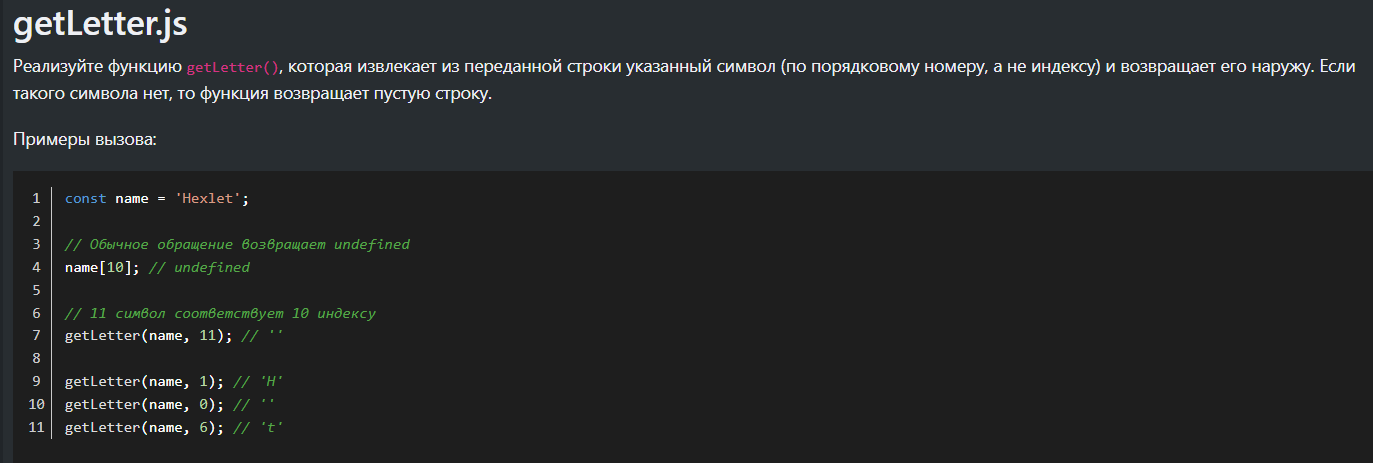 getLetter.js
Реализуйте функцию getLetter(), которая извлекает из переданной строки указанный символ (по порядковому номеру, а не индексу) и возвращает его наружу. Если
такого символа нет, то функция возвращает пустую строку.
Примеры вызова:
1 const name = 'Hexlet';
2
3 // Обычное обращение возвращает undefined
4 name[10]; // undefined
5
6 // 11 символ соответствует 10 индексу
7 getLetter(name, 11); // ''
8
9 getLetter(name, 1); // 'H'
10 getLetter(name, 0); // ''
11 getLetter(name, 6); // 't'